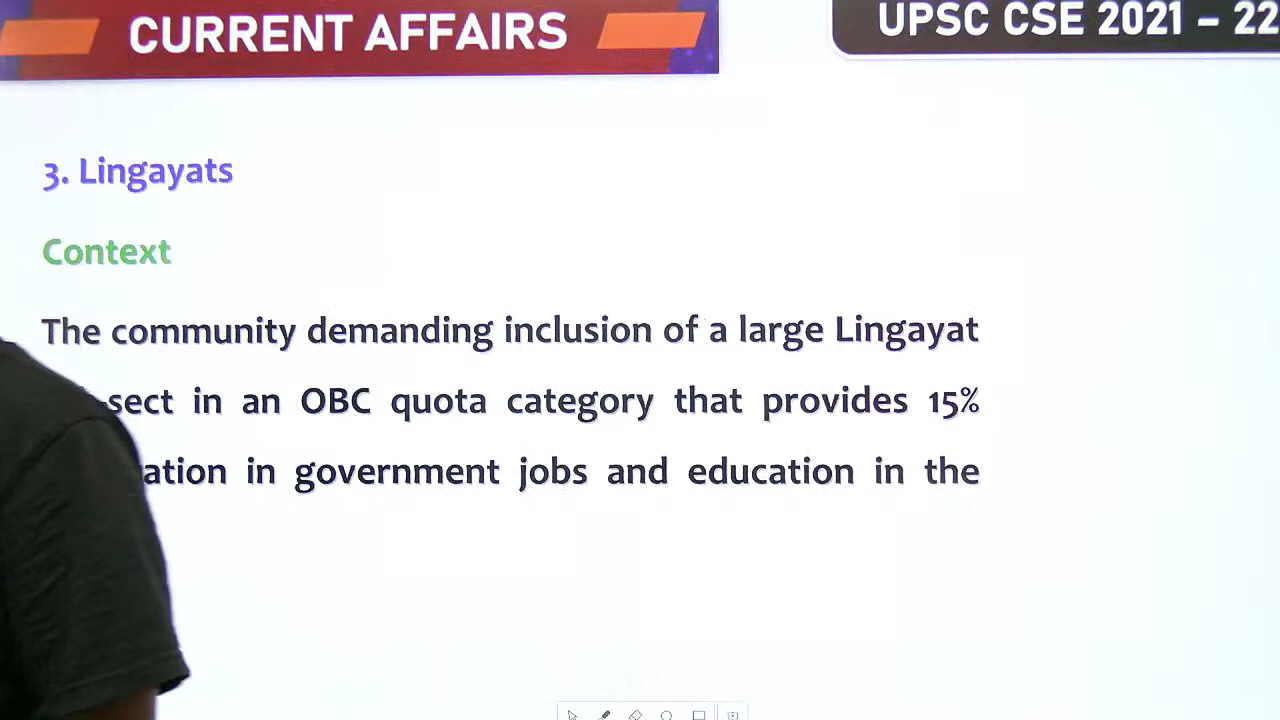 CURRENT AFFAIRS
UPSC CSE 2021 – 22
3. Lingayats
Context
The community demanding inclusion of a large Lingayat
sect in an OBC quota category that provides 15%
in government jobs and education in the